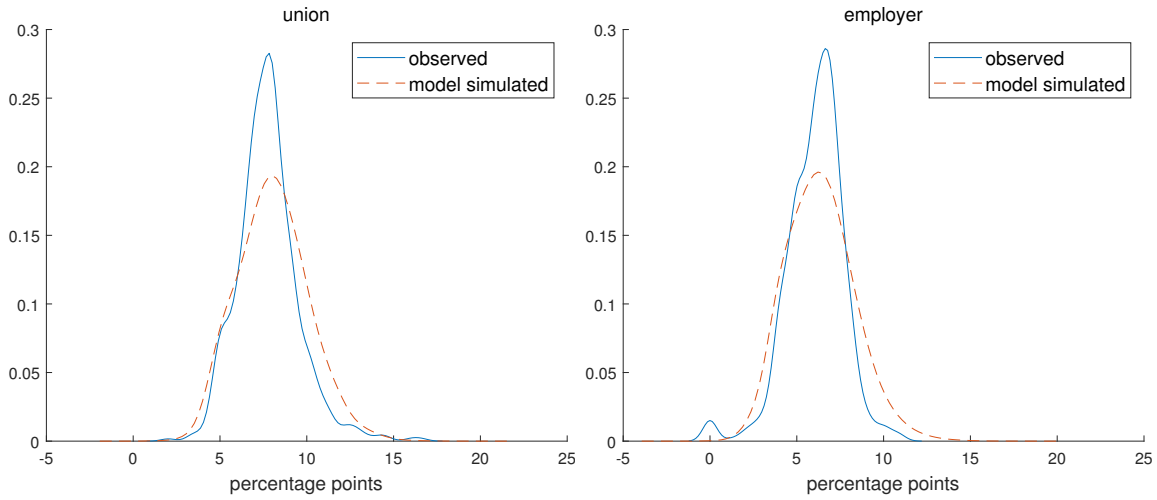 union
0.3
0.25
0.2
0.15
0.1
0.05
0
-5 0 5 10 15 20 25
percentage points
observed
model simulated
employer
0.3
0.25
0.2
0.15
0.1
0.05
0
-5 0 5 10 15 20 25
percentage points
observed
model simulated